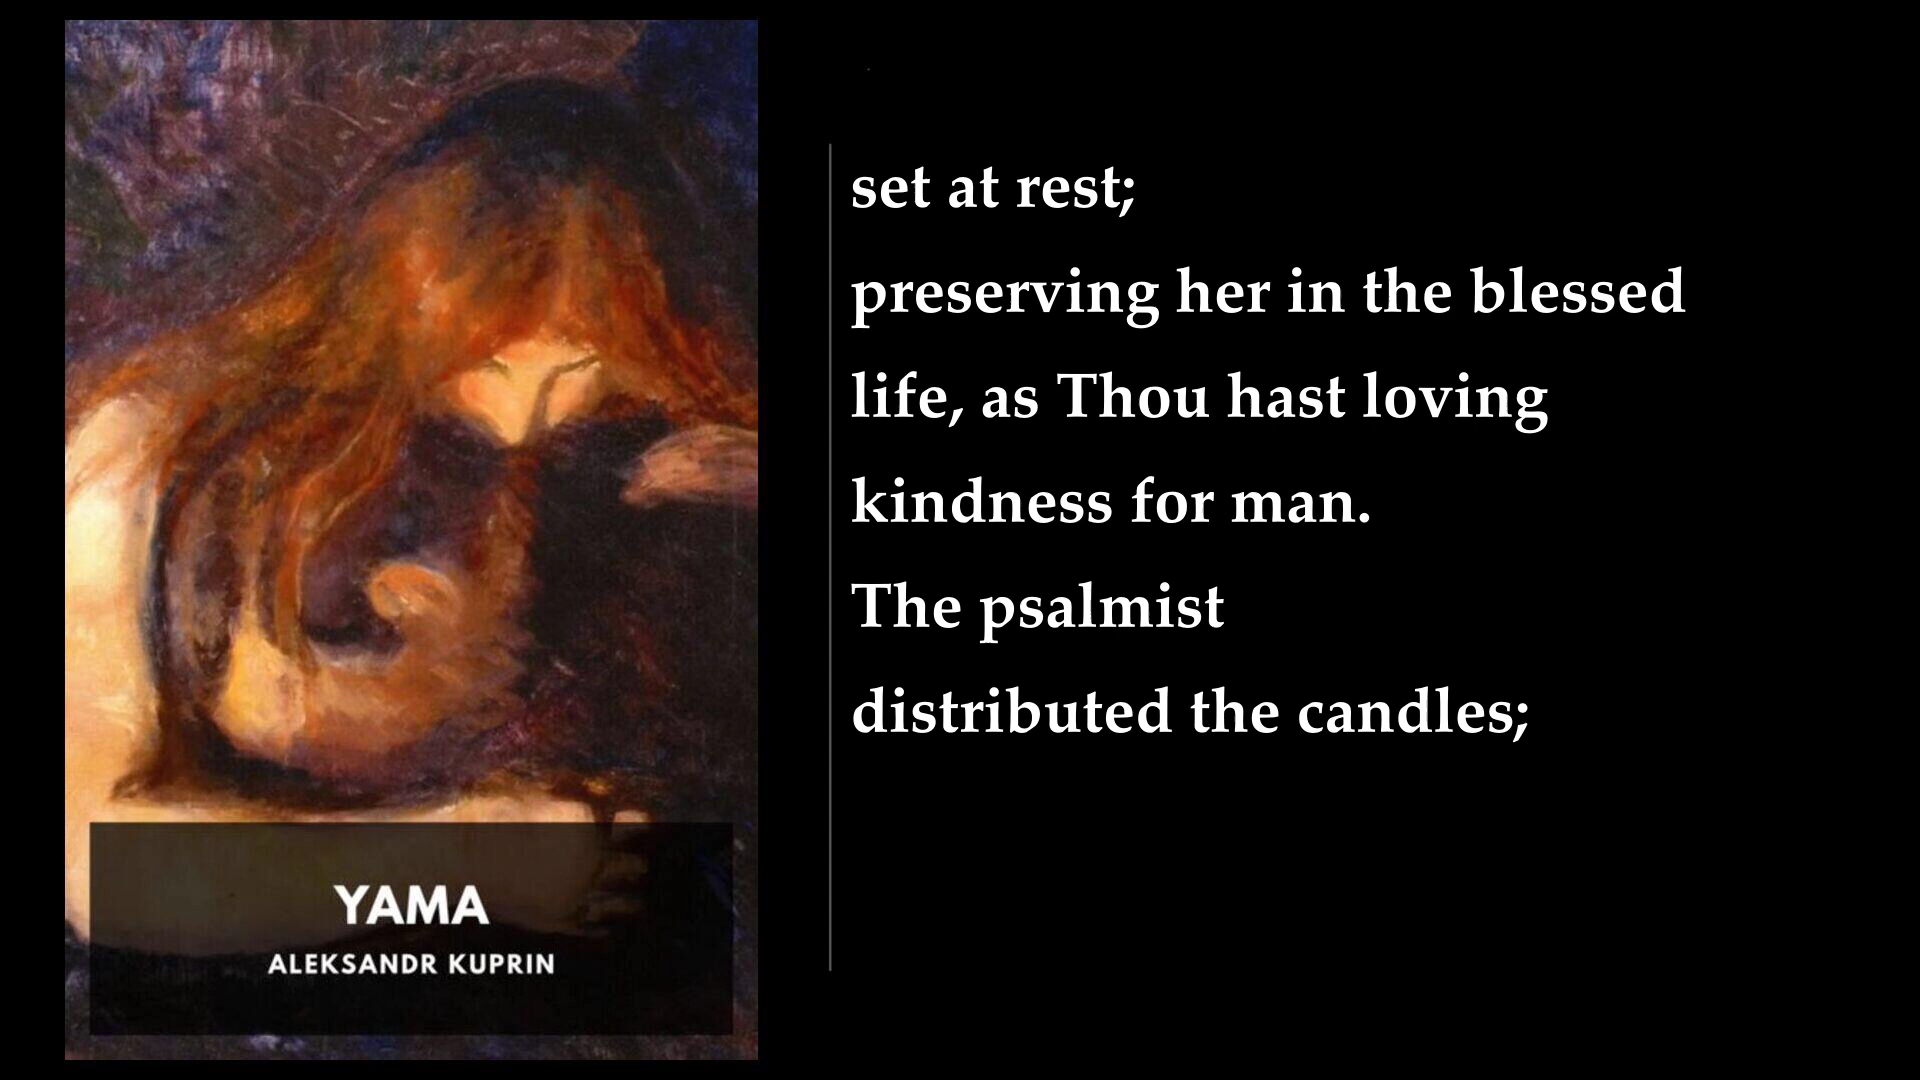 set at rest;
preserving her in the blessed
life, as Thou hast loving
kindness for man.
The psalmist
distributed the candles;
YAMA
ALEKSANDR KUPRIN